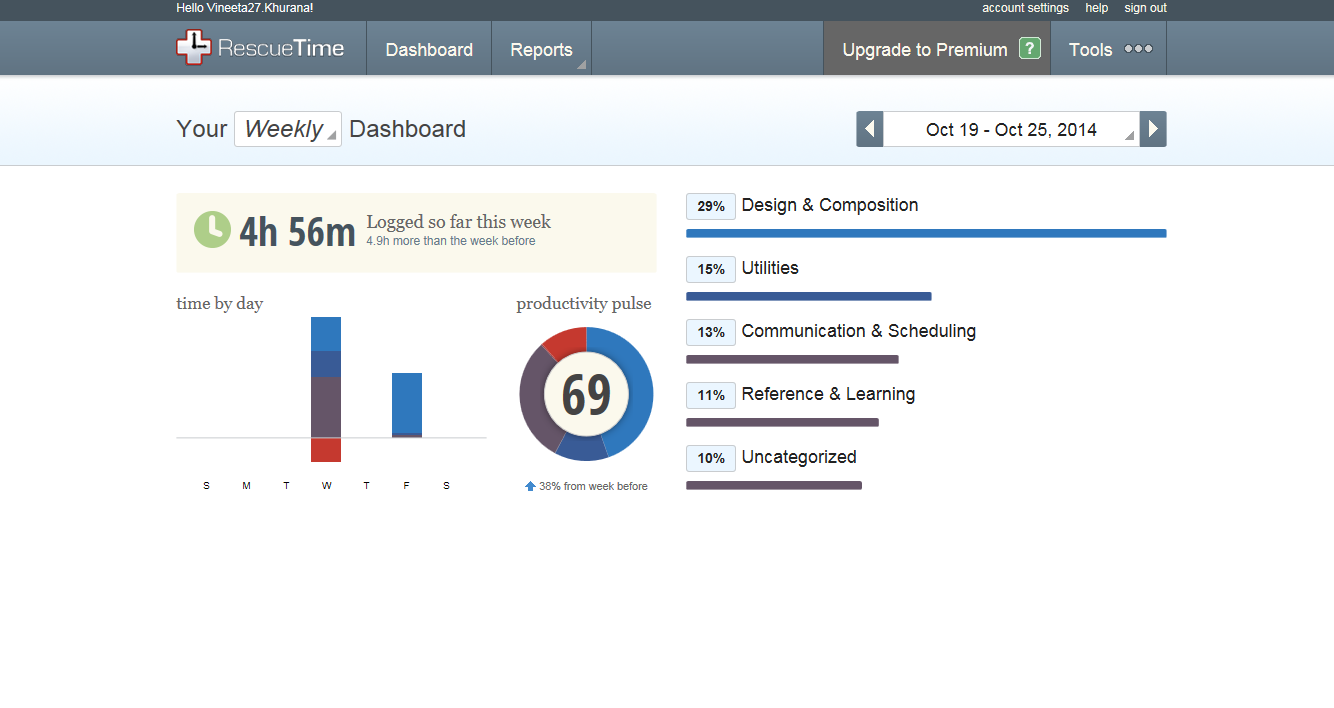 Hello Vineeta27.Khurana!
account settings help sign out
RescueTime Dashboard Reports Upgrade to Premium ? Tools
Your Weekly Dashboard
Oct 19 - Oct 25, 2014
4h 56m
Logged so far this week
4.9h more than the week before
time by day
S M T W T F S
productivity pulse
69
38% from week before
29% Design & Composition
15% Utilities
13% Communication & Scheduling
11% Reference & Learning
10% Uncategorized